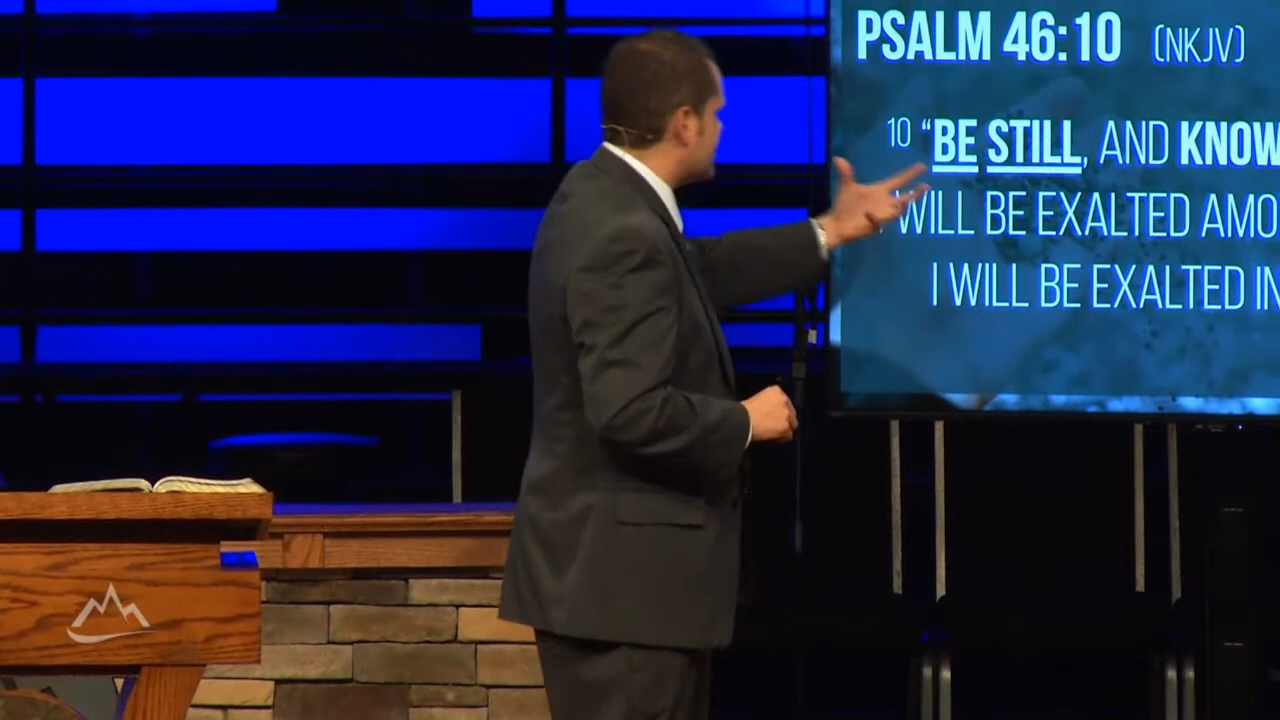 PSALM 46:10 (NKJV)
10 “BE STILL, AND KNOW
WILL BE EXALTED AMO
I WILL BE EXALTED IN